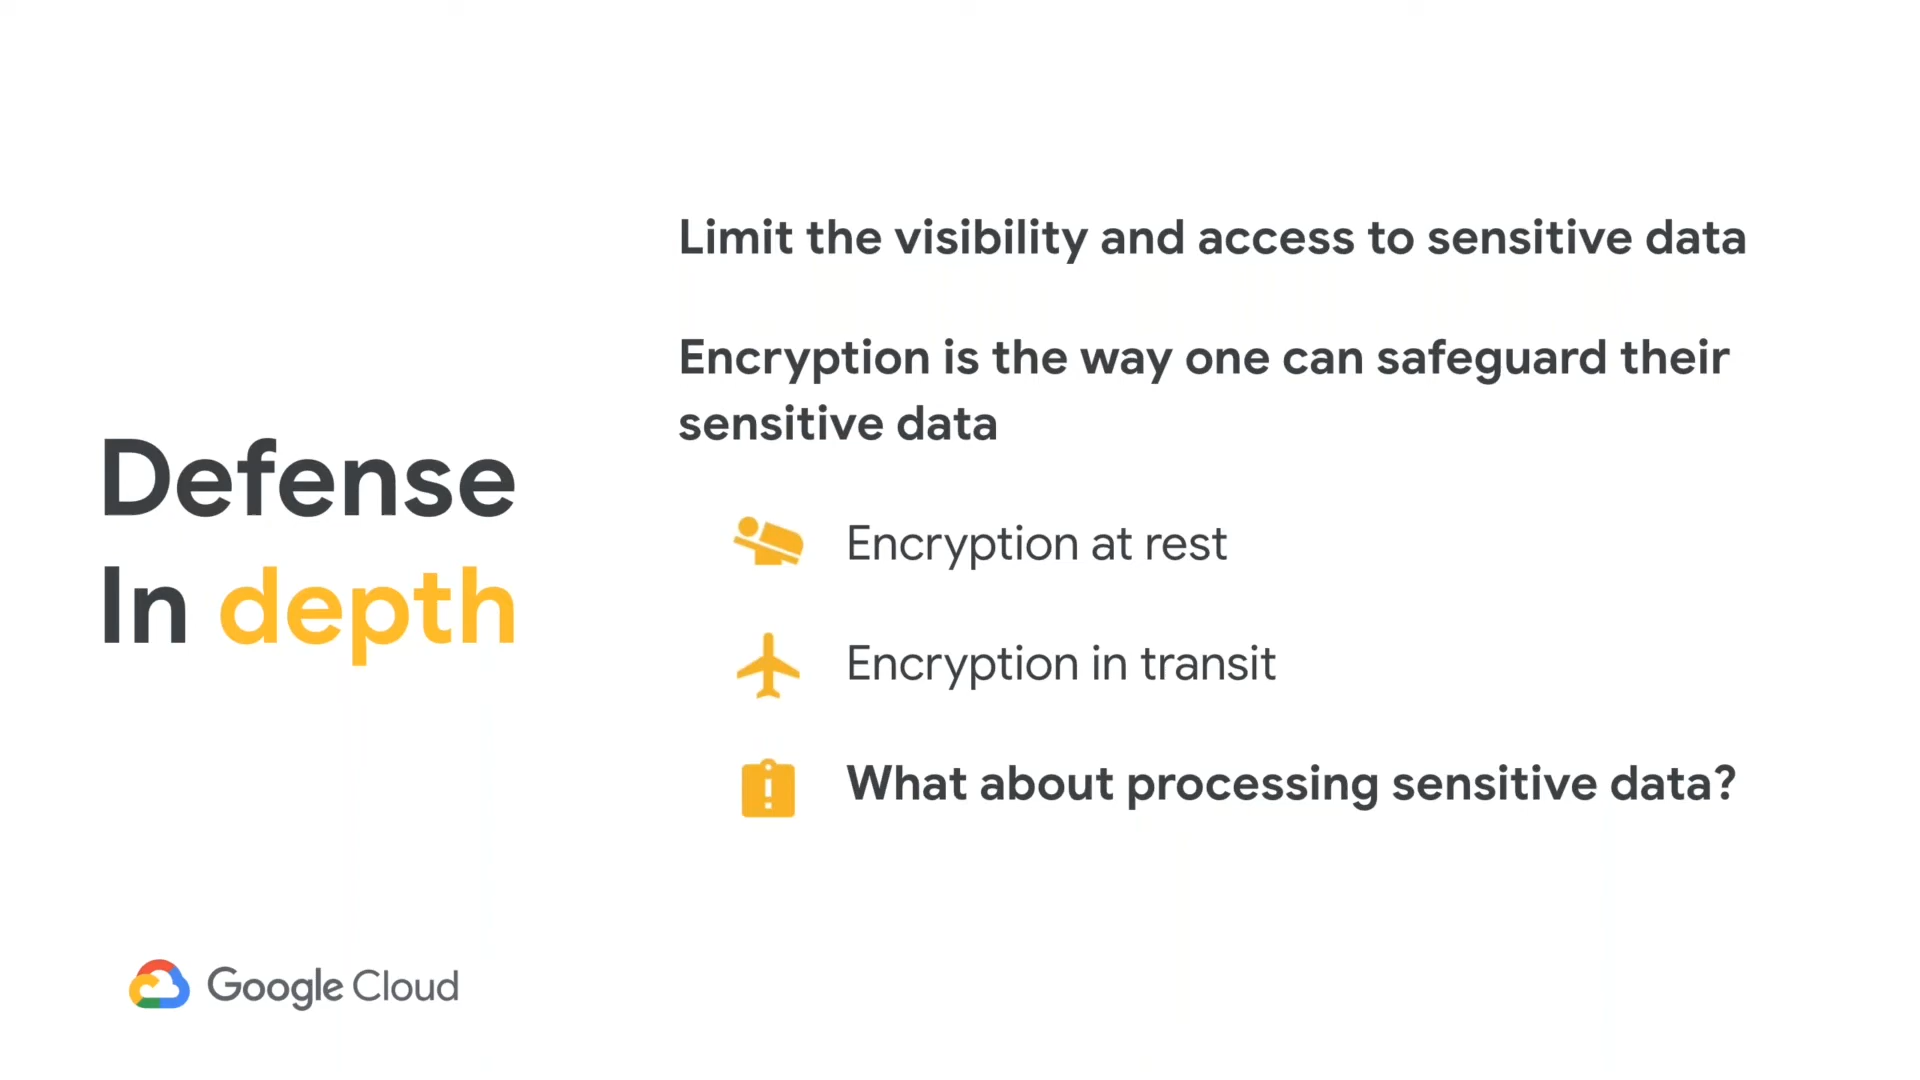 Defense
In depth
Limit the visibility and access to sensitive data
Encryption is the way one can safeguard their
sensitive data
Encryption at rest
Encryption in transit
What about processing sensitive data?
Google Cloud